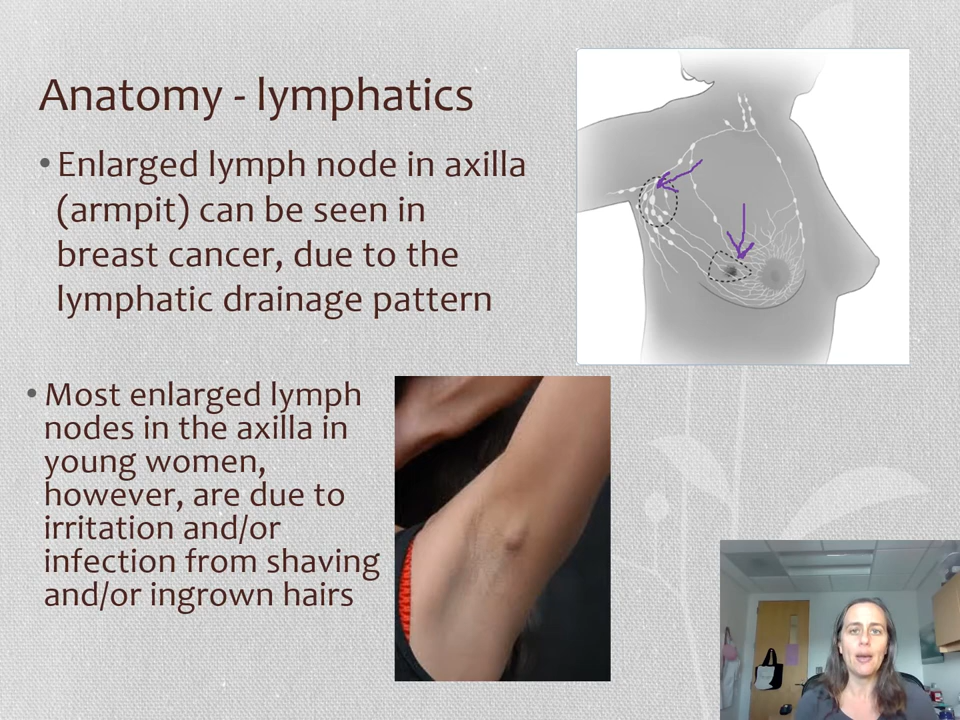 Anatomy - lymphatics
• Enlarged lymph node in axilla
(armpit) can be seen in
breast cancer, due to the
lymphatic drainage pattern
• Most enlarged lymph
nodes in the axilla in
young women,
however, are due to
irritation and/or
infection from shaving
and/or ingrown hairs